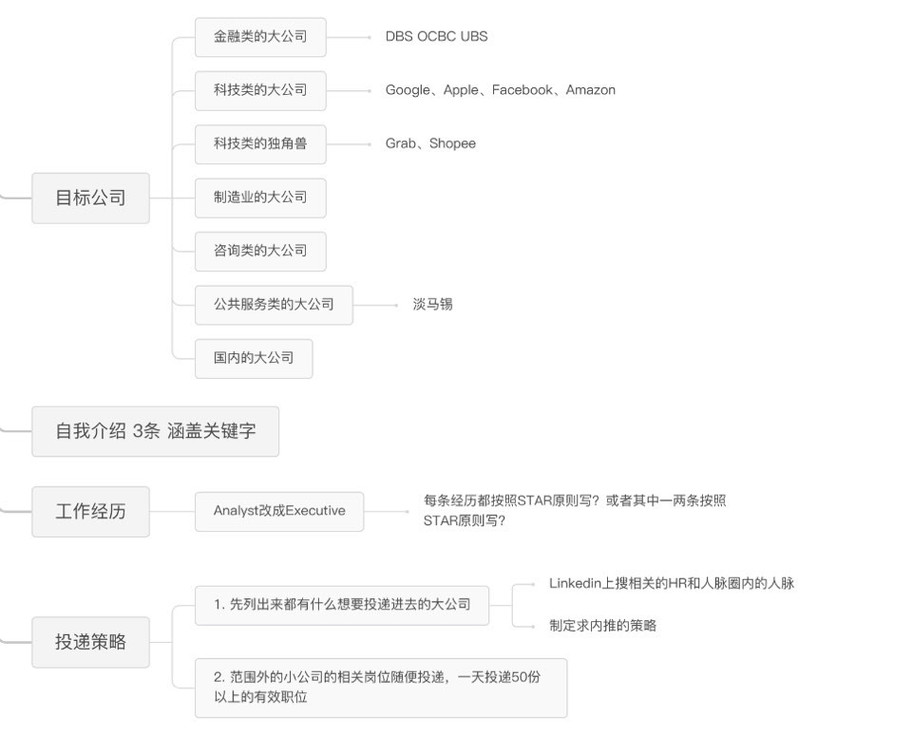 金融类的大公司
DBS OCBC UBS
科技类的大公司
Google、Apple、Facebook、Amazon
科技类的独角兽
Grab、Shopee
目标公司
制造业的大公司
咨询类的大公司
公共服务类的大公司
淡马锡
国内的大公司
自我介绍 3条 涵盖关键字
工作经历
Analyst改成Executive
每条经历都按照STAR原则写？或者其中一两条按照
STAR原则写？
投递策略
1. 先列出来都有什么想要投递进去的大公司
Linkedin上搜相关的HR和人脉圈内的人脉
制定求内推的策略
2. 范围外的小公司的相关岗位随便投递，一天投递50份
以上的有效职位